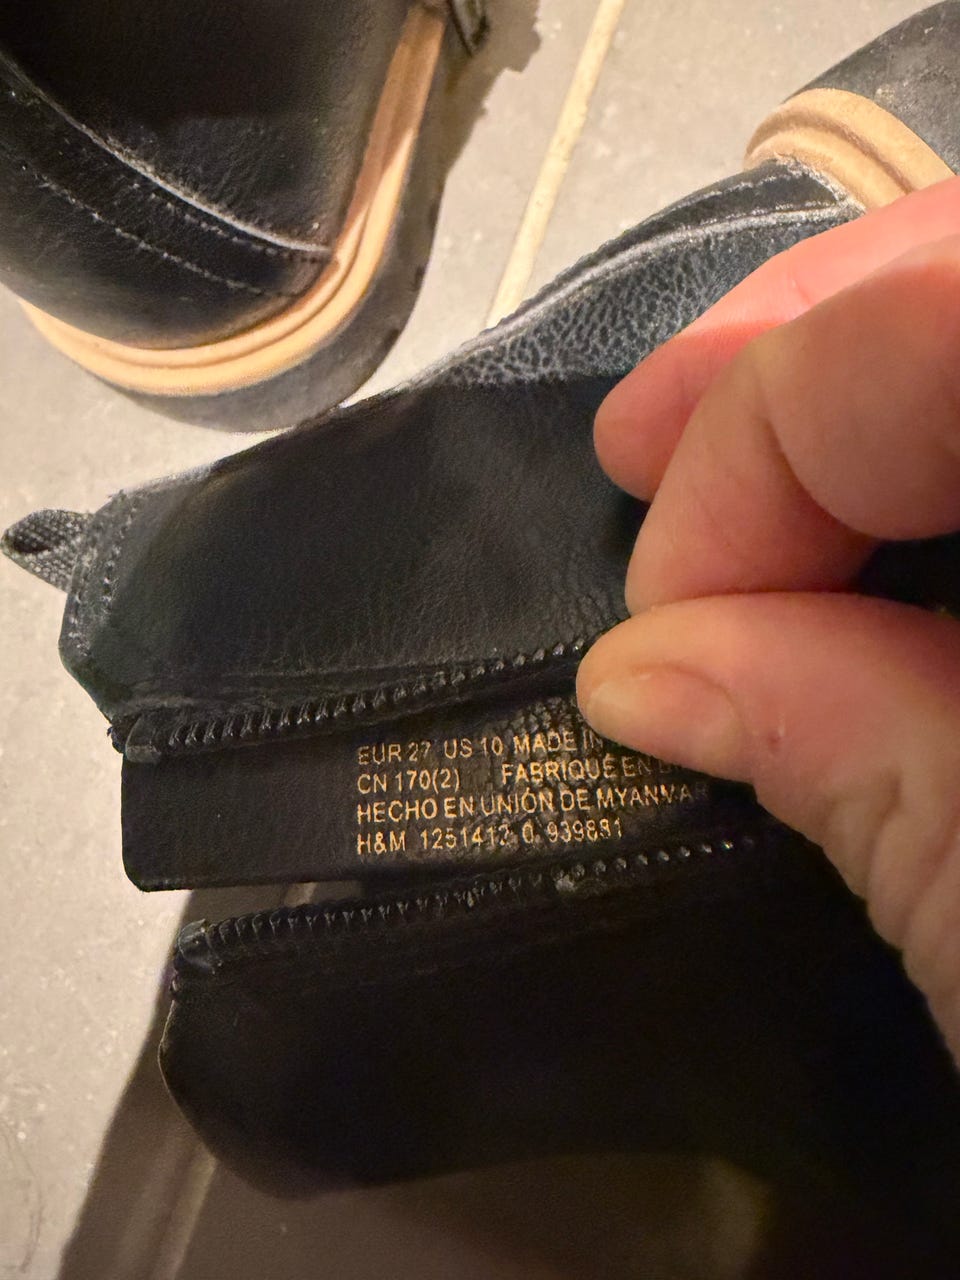 EUR 27 US 10 MADE IN
CN 170(2) FABRIQUÉ EN
HECHO EN UNIÓN DE MYANMAR
H&M 1251412 0 939881